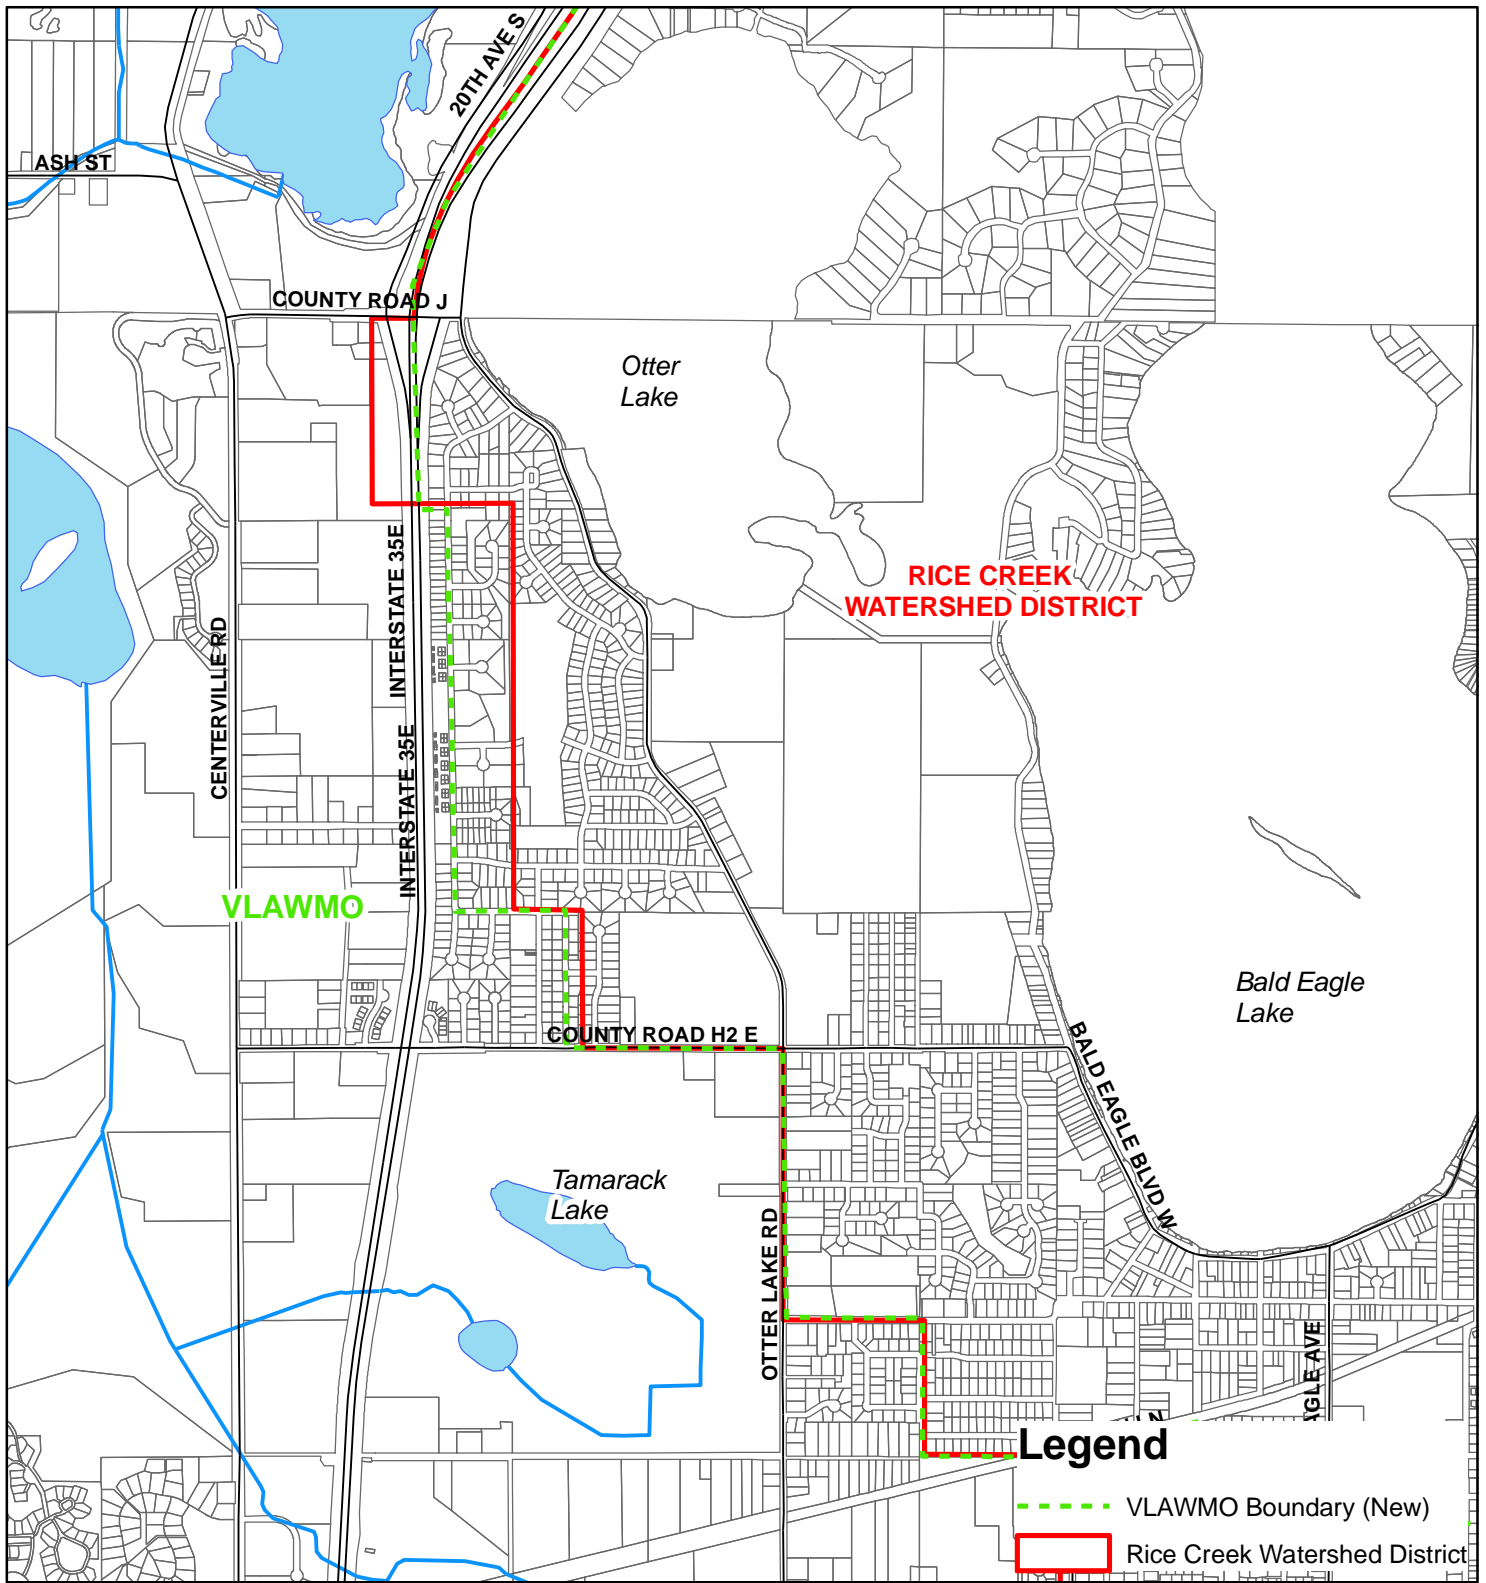 20TH AVE S
ASH ST
COUNTY ROAD J
Otter
Lake
INTERSTATE 35E
RICE CREEK
WATERSHED DISTRICT
CENTERVILLE RD
INTERSTATE 35E
VLAWMO
Bald Eagle
Lake
COUNTY ROAD H2 E
BALD EAGLE BLVD W
Tamarack
Lake
OTTER LAKE RD
AGLE AVE
Legend
VLAWMO Boundary (New)
Rice Creek Watershed District